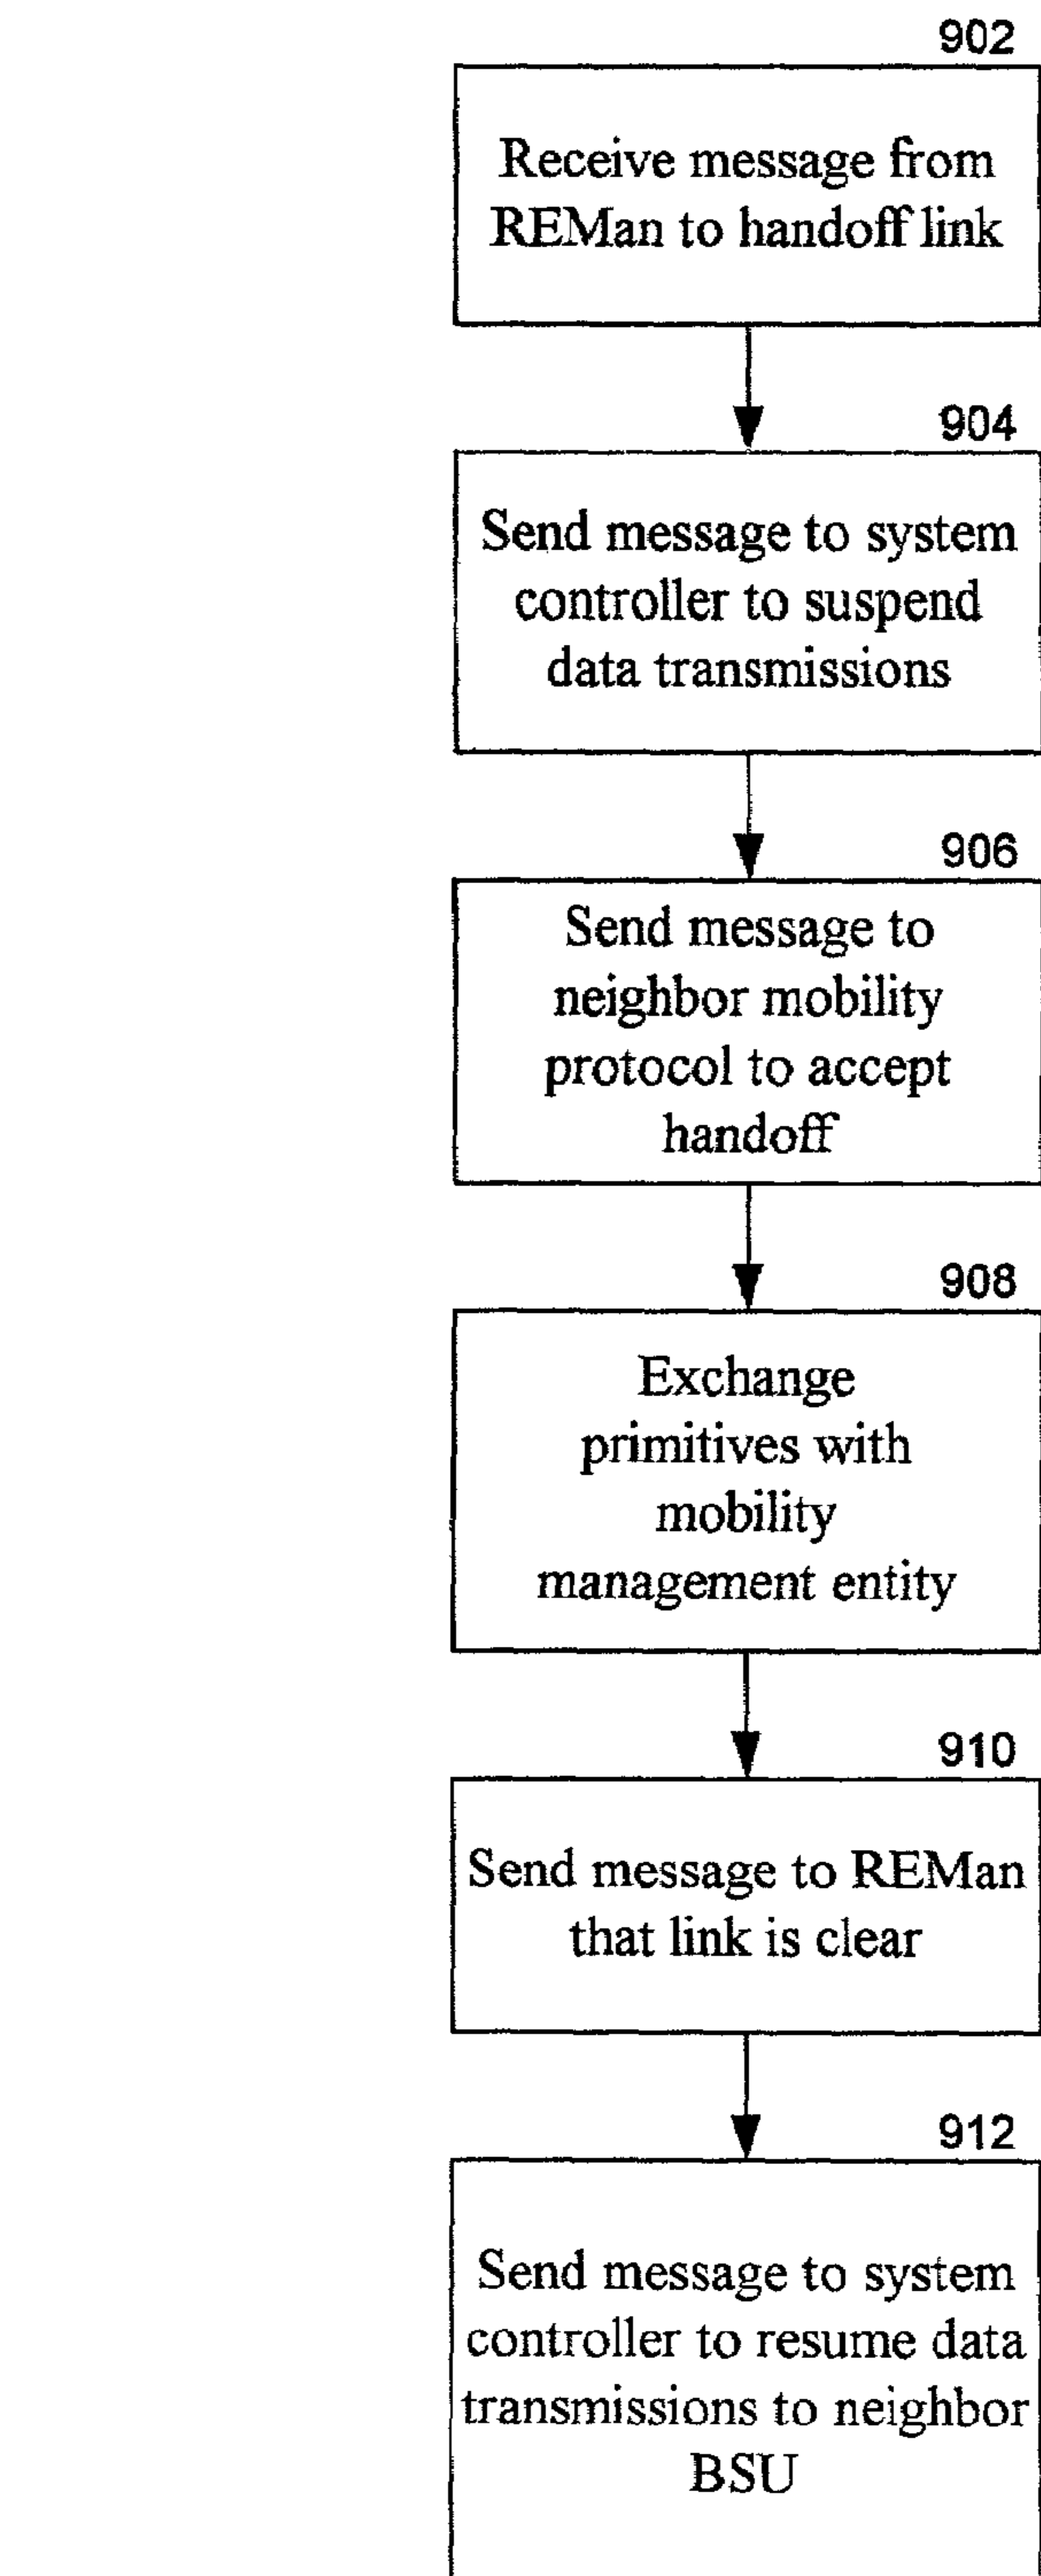 902
Receive message from
REMan to handoff link
904
Send message to system
controller to suspend
data transmissions
906
Send message to
neighbor mobility
protocol to accept
handoff
908
Exchange
primitives with
mobility
management entity
910
Send message to REMan
that link is clear
912
Send message to system
controller to resume data
transmissions to neighbor
BSU